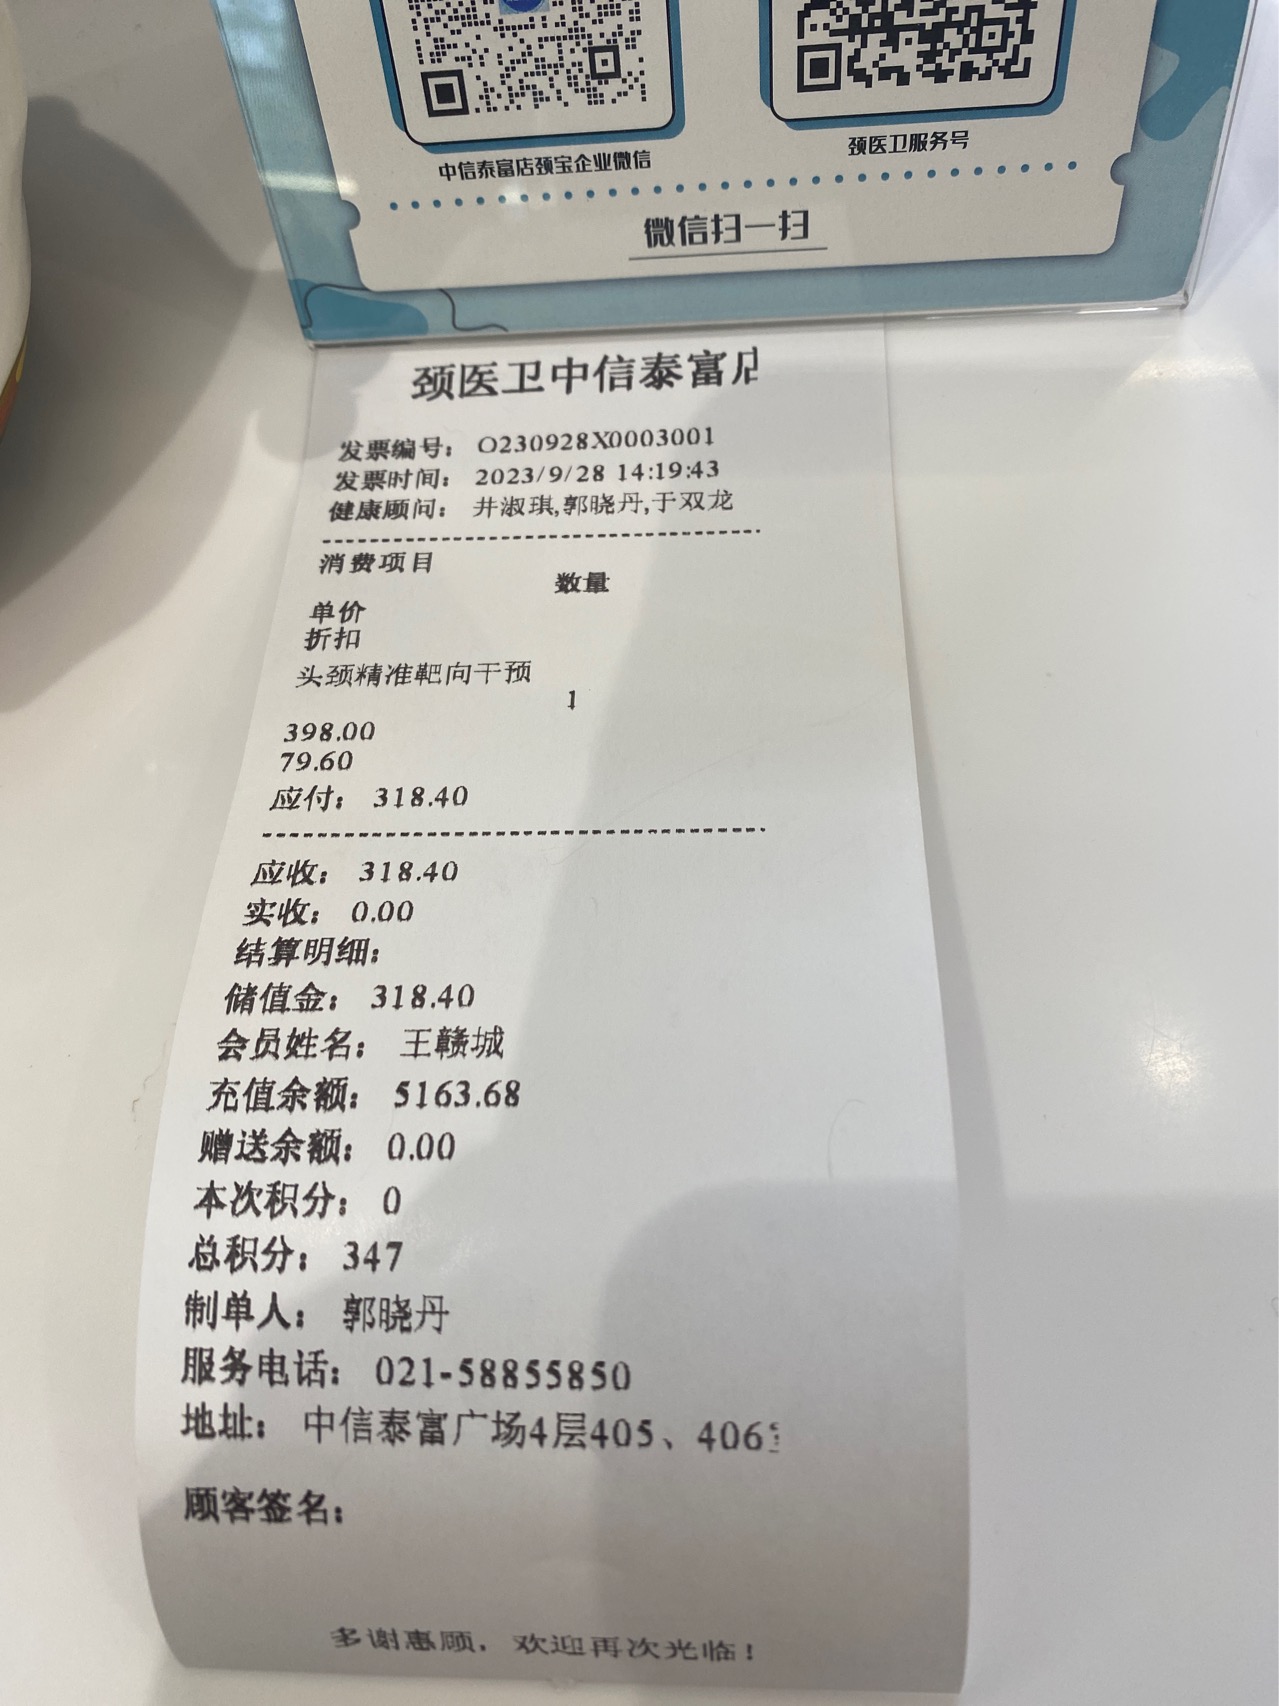 中信泰富店颈宝企业微信
颈医卫服务号
微信扫一扫
颈医卫中信泰富店
发票编号： O230928X0003001
发票时间： 2023/9/28 14:19:43
健康顾问： 井淑琪,郭晓丹,于双龙
消费项目
数量
单价
折扣
头颈精准靶向干预
1
398.00
79.60
应付： 318.40
应收： 318.40
实收： 0.00
结算明细：
储值金： 318.40
会员姓名： 王赣城
充值余额： 5163.68
赠送余额： 0.00
本次积分： 0
总积分： 347
制单人： 郭晓丹
服务电话： 021-58855850
地址： 中信泰富广场4层405、406
顾客签名：
多谢惠顾，欢迎再次光临！